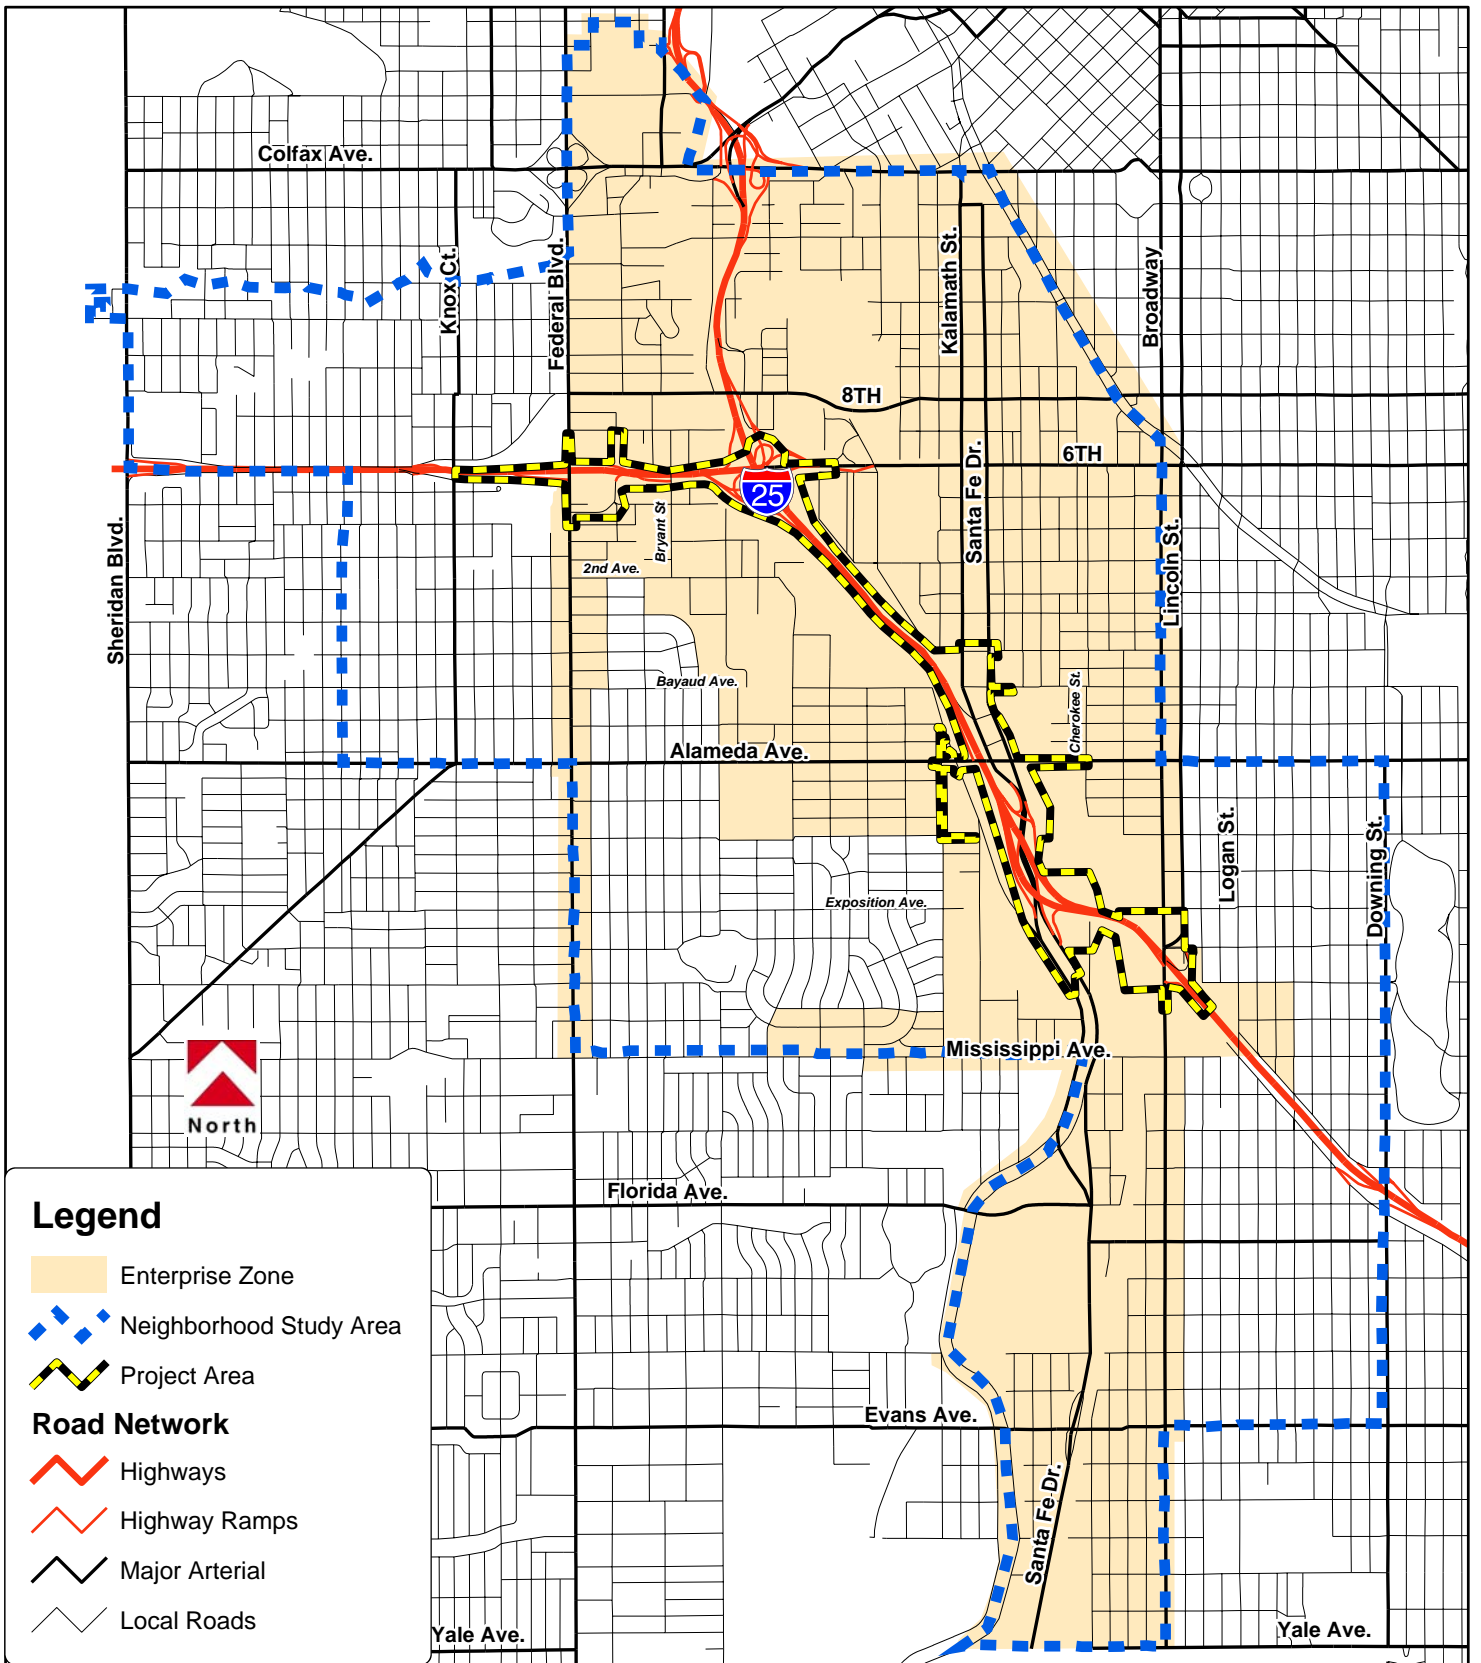 Colfax Ave.
Knox Ct.
Federal Blvd.
Kalamath St.
Broadway
8TH
6TH
25
Santa Fe Dr.
Bryant St
2nd Ave.
Lincoln St.
Sheridan Blvd.
Bayaud Ave.
Cherokee St.
Alameda Ave.
Logan St.
Downing St.
Exposition Ave.
Mississippi Ave.
North
Florida Ave.
Evans Ave.
Santa Fe Dr.
Yale Ave.
Yale Ave.
Legend
Enterprise Zone
Neighborhood Study Area
Project Area
Road Network
Highways
Highway Ramps
Major Arterial
Local Roads